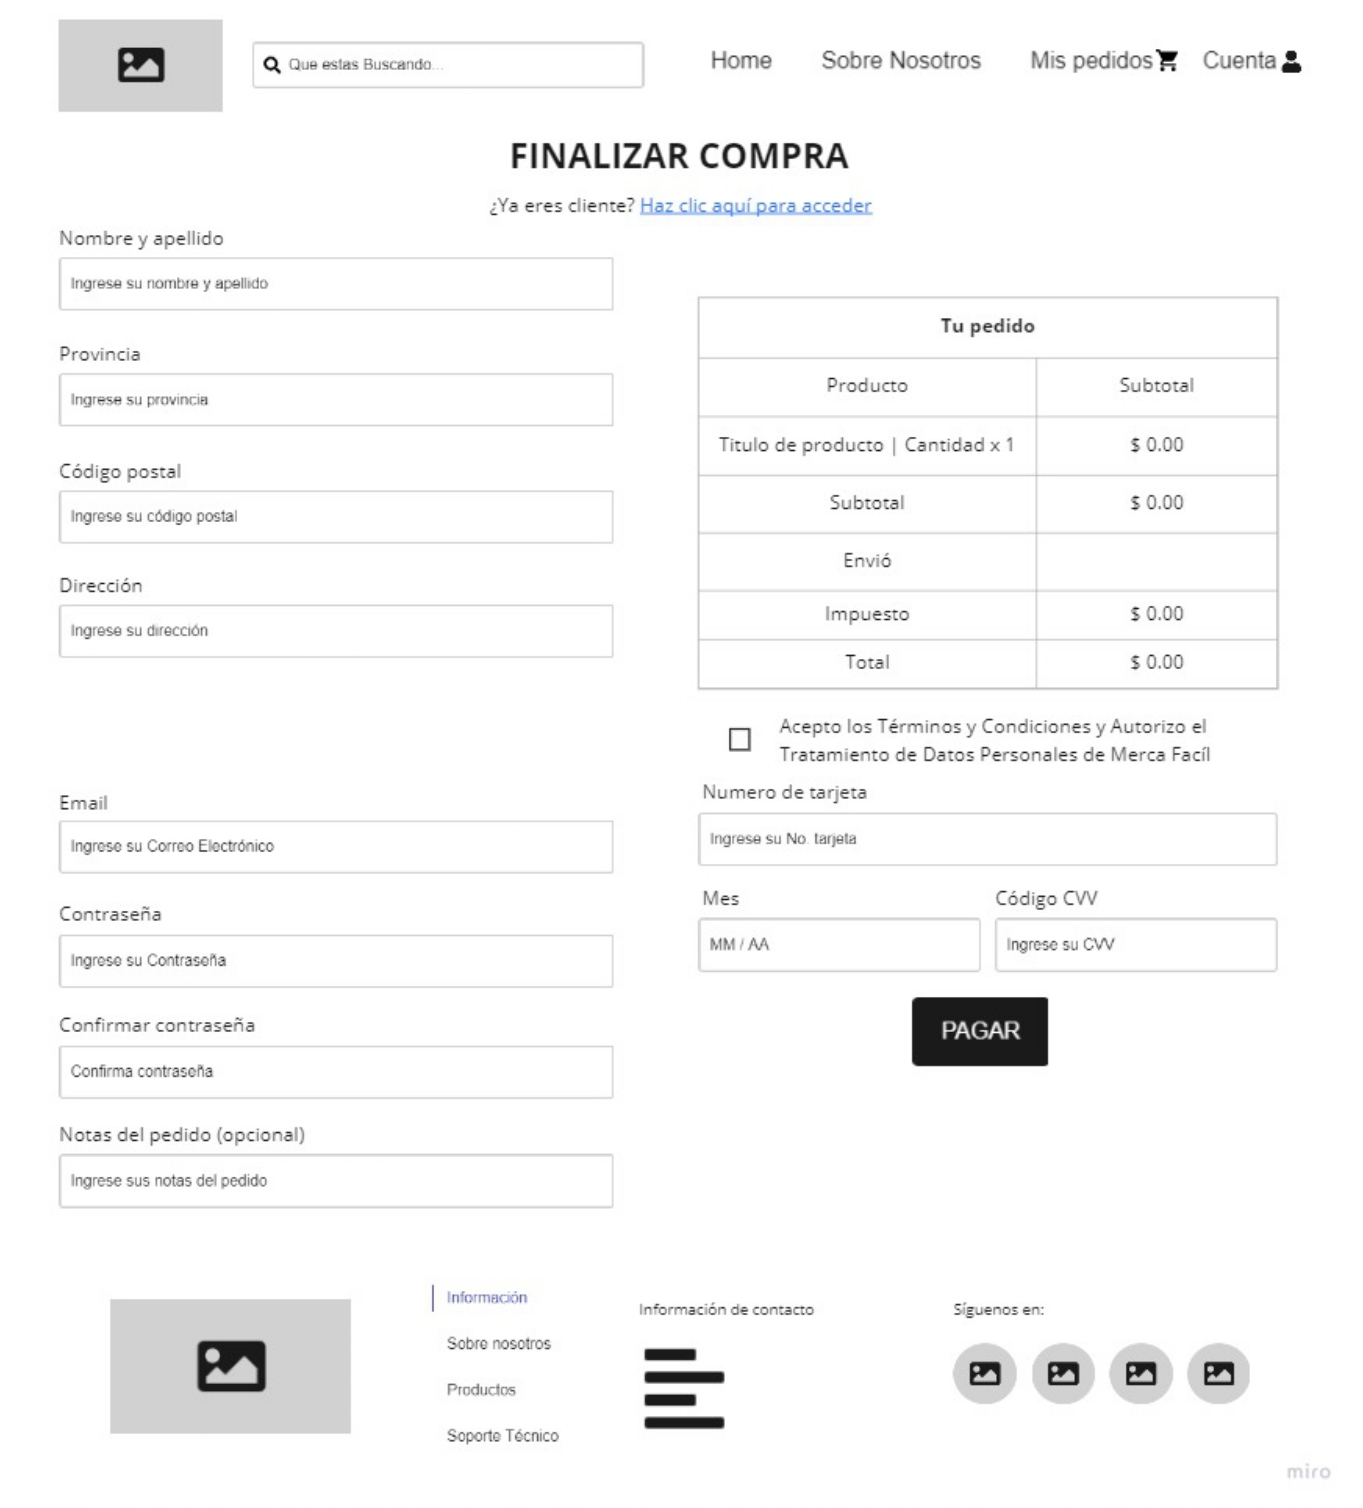 Que estas Buscando...
Home
Sobre Nosotros
Mis pedidos
Cuenta
FINALIZAR COMPRA
¿Ya eres cliente? Haz clic aquí para acceder
Nombre y apellido
Ingrese su nombre y apellido
Provincia
Ingrese su provincia
Código postal
Ingrese su código postal
Dirección
Ingrese su dirección
Email
Ingrese su Correo Electrónico
Contraseña
Ingrese su Contraseña
Confirmar contraseña
Confirma contraseña
Notas del pedido (opcional)
Ingrese sus notas del pedido
Tu pedido
Producto Subtotal
Titulo de producto | Cantidad x 1 $ 0.00
Subtotal $ 0.00
Envió
Impuesto $ 0.00
Total $ 0.00
Acepto los Términos y Condiciones y Autorizo el
Tratamiento de Datos Personales de Merca Facíl
Numero de tarjeta
Ingrese su No. tarjeta
Mes
MM / AA
Código CVV
Ingrese su CVV
PAGAR
Información
Sobre nosotros
Productos
Soporte Técnico
Información de contacto
Síguenos en:
miro